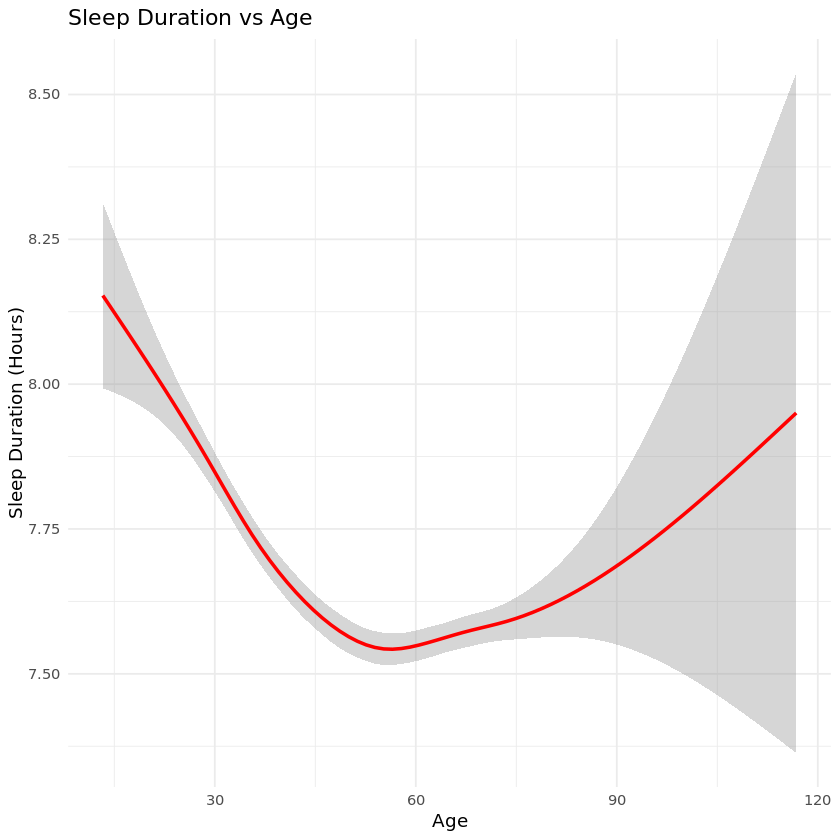 Sleep Duration vs Age
Sleep Duration (Hours)
8.50
8.25
8.00
7.75
7.50
30 60 90 120
Age